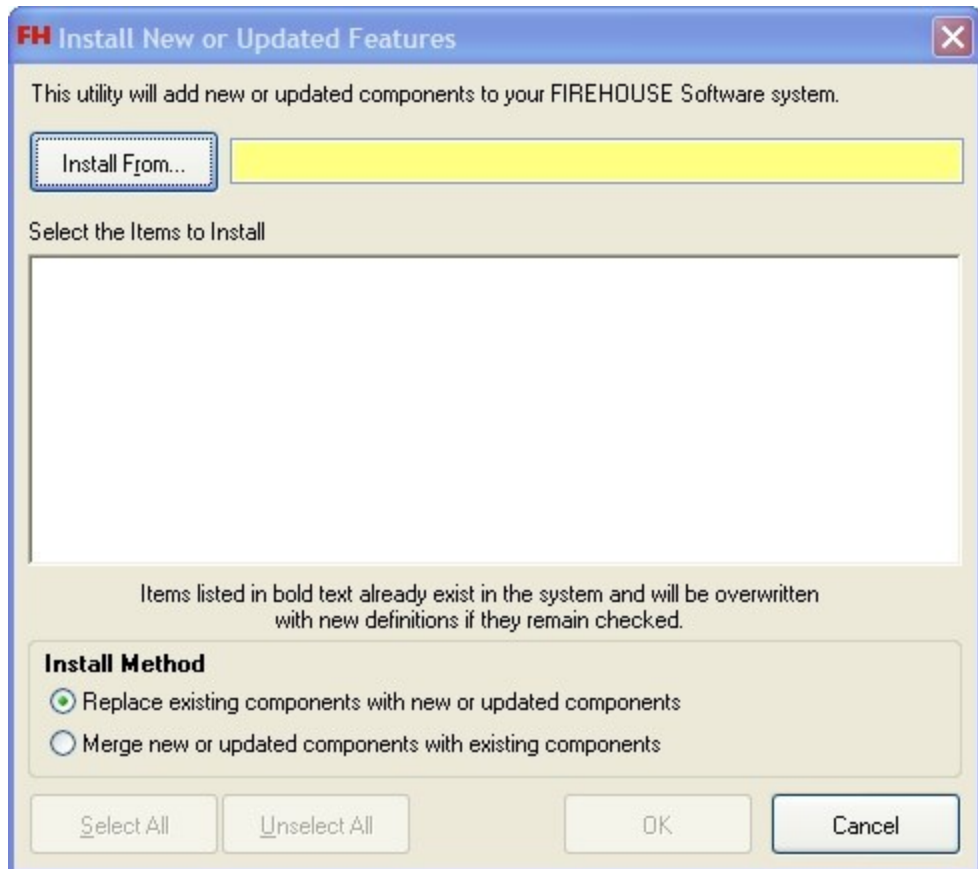 FH Install New or Updated Features
This utility will add new or updated components to your FIREHOUSE Software system.
Install From...
Select the Items to Install
Items listed in bold text already exist in the system and will be overwritten
with new definitions if they remain checked.
Install Method
Replace existing components with new or updated components
Merge new or updated components with existing components
Select All Unselect All OK Cancel